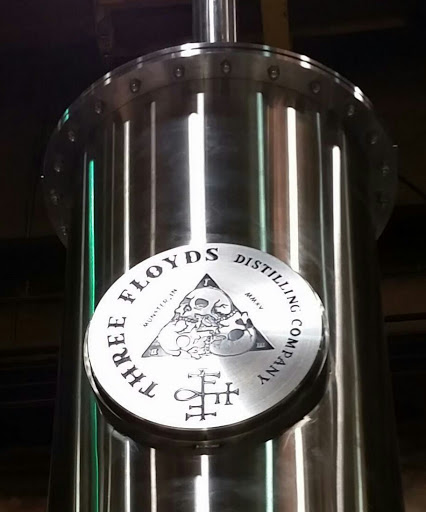 THREE FLOYDS DISTILLING COMPANY
MUNSTER, IN
MMXV